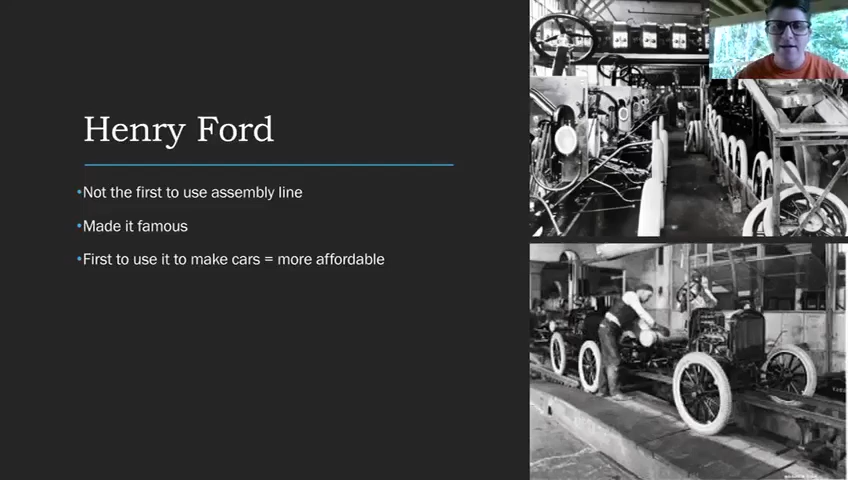 Henry Ford
•Not the first to use assembly line
•Made it famous
•First to use it to make cars = more affordable